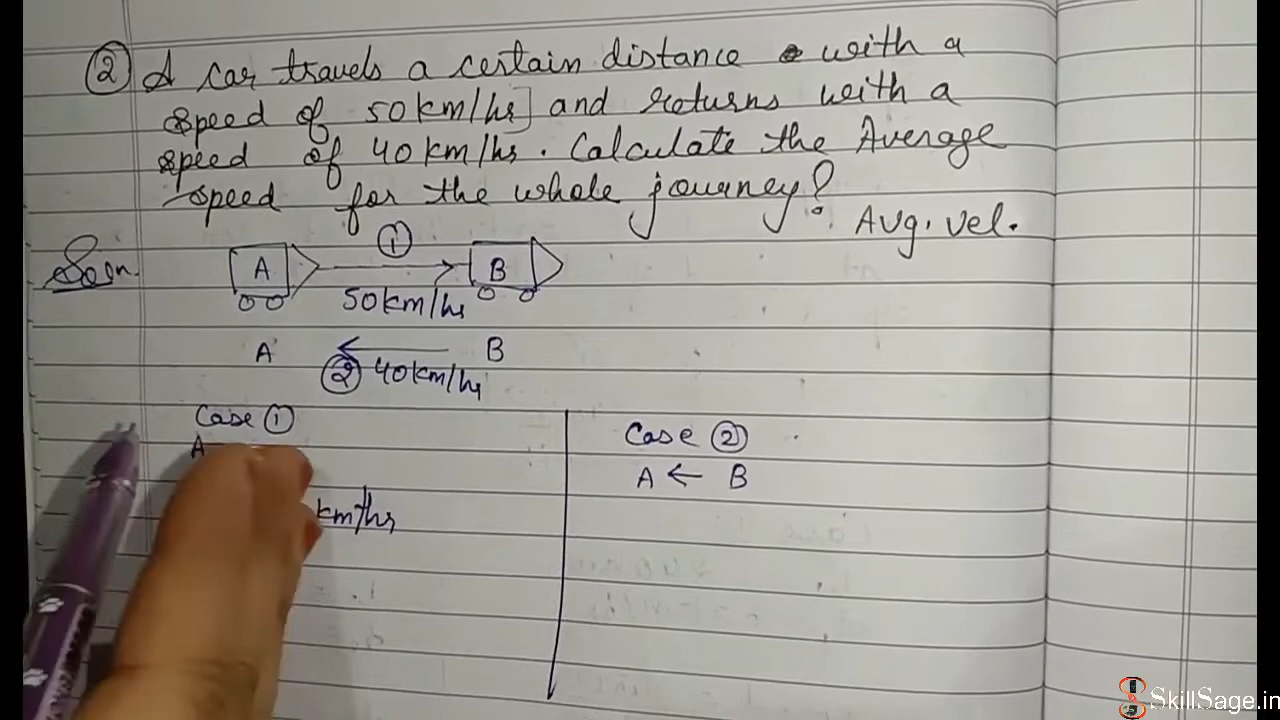 ② A car travels a certain distance with a
speed of 50km/hr] and returns with a
speed of 40km/hr. Calculate the Average
speed for the whole journey?
Avg. vel.
Soln.
A ① B
50km/hr
A ← B
② 40km/hr
Case ①
A
km/hr
Case ②
A ← B
SkillSage.in